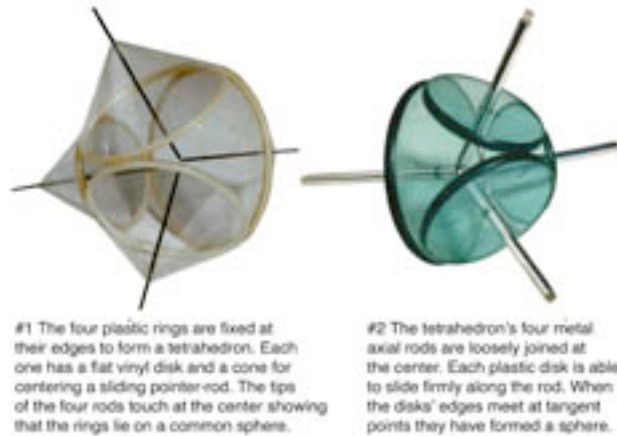 #1 The four plastic rings are fixed at
their edges to form a tetrahedron. Each
one has a flat vinyl disk and a cone for
centering a sliding pointer-rod. The tips
of the four rods touch at the center showing
that the rings lie on a common sphere.
#2 The tetrahedron's four metal
axial rods are loosely joined at
the center. Each plastic disk is able
to slide firmly along the rod. When
the disks' edges meet at tangent
points they have formed a sphere.